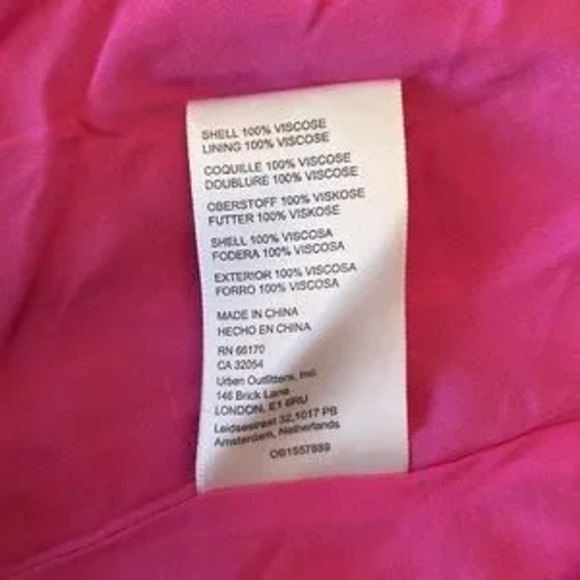 SHELL 100% VISCOSE
LINING 100% VISCOSE
COQUILLE 100% VISCOSE
DOUBLURE 100% VISCOSE
OBERSTOFF 100% VISKOSE
FUTTER 100% VISKOSE
SHELL 100% VISCOSA
FODERA 100% VISCOSA
EXTERIOR 100% VISCOSA
FORRO 100% VISCOSA
MADE IN CHINA
HECHO EN CHINA
RN 66170
CA 32054
Urban Outfitters, Inc.
146 Brick Lane
LONDON, E1 6RU
Leidsestreet 32,1017 PB
Amsterdam, Netherlands
OB1557889